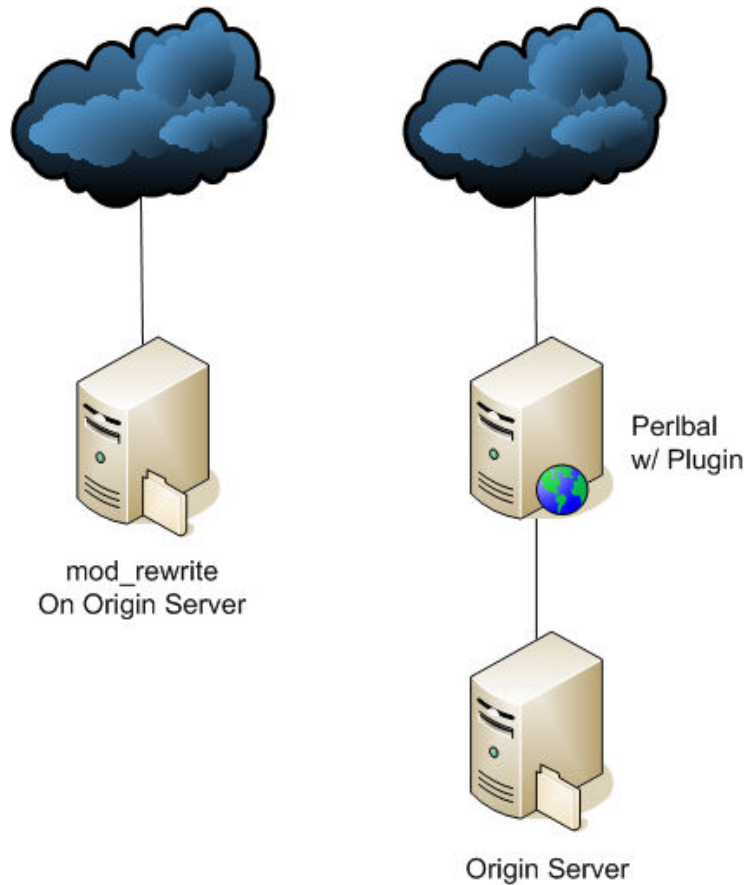 mod_rewrite
On Origin Server
Perlbal
w/ Plugin
Origin Server